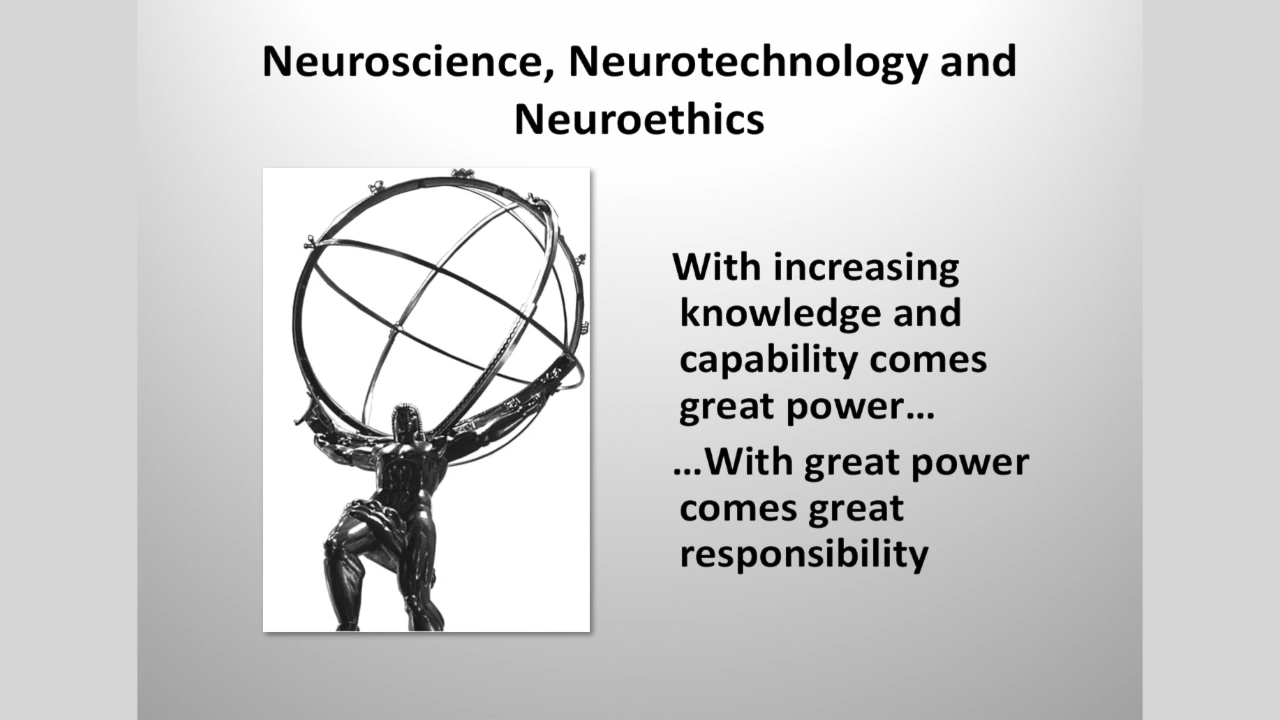 Neuroscience, Neurotechnology and
Neuroethics
With increasing
knowledge and
capability comes
great power…
…With great power
comes great
responsibility